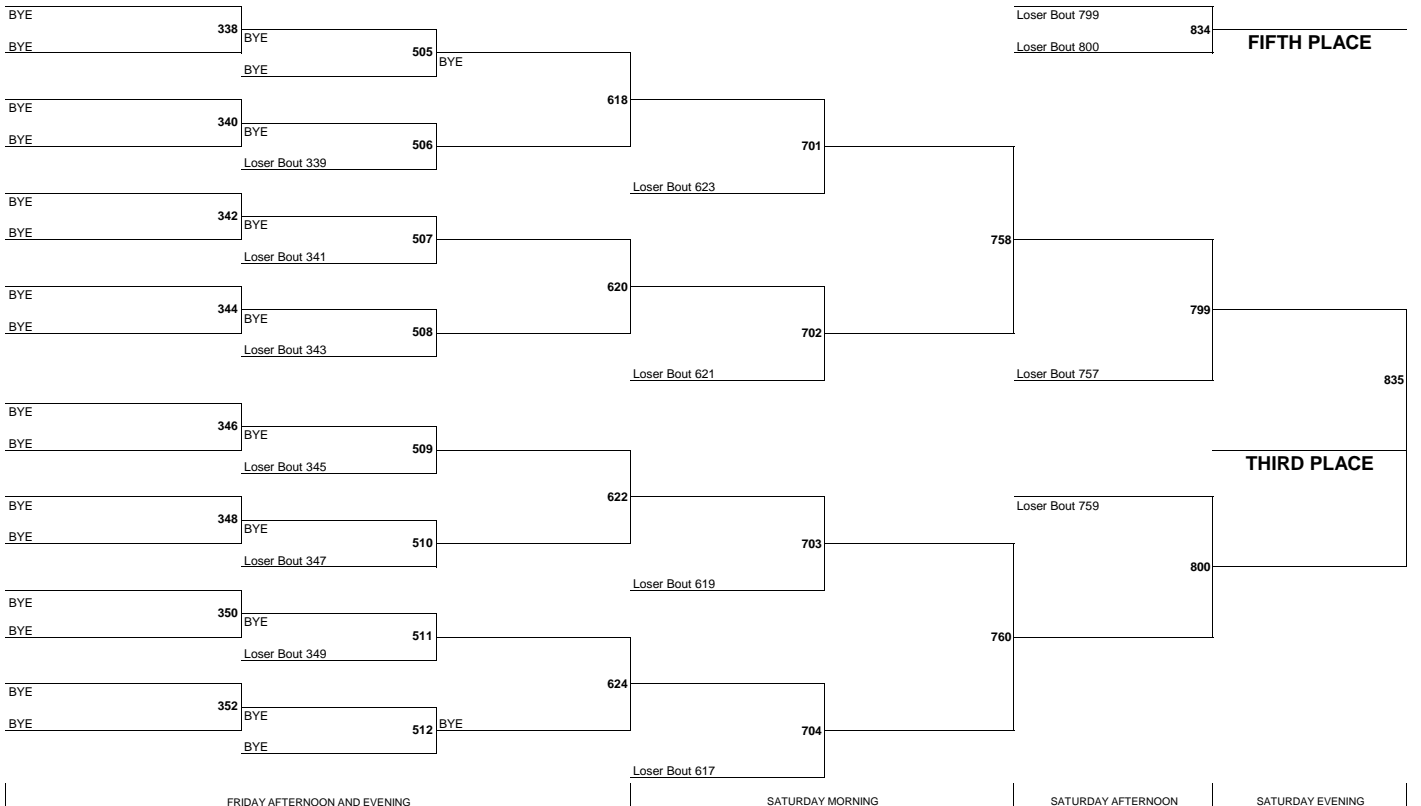 BYE
338
BYE
BYE
505
BYE
BYE
Loser Bout 799
834
Loser Bout 800
FIFTH PLACE
618
BYE
340
BYE
BYE
506
Loser Bout 339
701
Loser Bout 623
BYE
342
BYE
BYE
507
Loser Bout 341
758
620
BYE
344
BYE
BYE
508
Loser Bout 343
702
Loser Bout 621
799
Loser Bout 757
835
BYE
346
BYE
BYE
509
Loser Bout 345
THIRD PLACE
622
BYE
348
BYE
BYE
510
Loser Bout 347
703
Loser Bout 619
Loser Bout 759
800
BYE
350
BYE
BYE
511
Loser Bout 349
760
624
BYE
352
BYE
BYE
512
BYE
BYE
704
Loser Bout 617
FRIDAY AFTERNOON AND EVENING
SATURDAY MORNING
SATURDAY AFTERNOON
SATURDAY EVENING